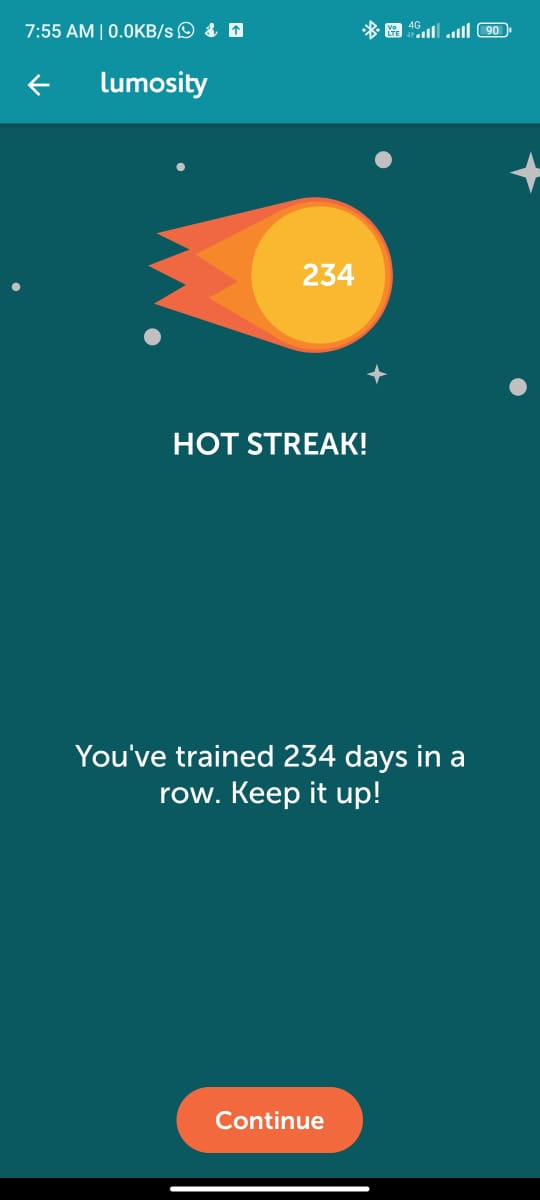 7:55 AM | 0.0KB/s
Vo
LTE
4G
90
lumosity
234
HOT STREAK!
You've trained 234 days in a
row. Keep it up!
Continue